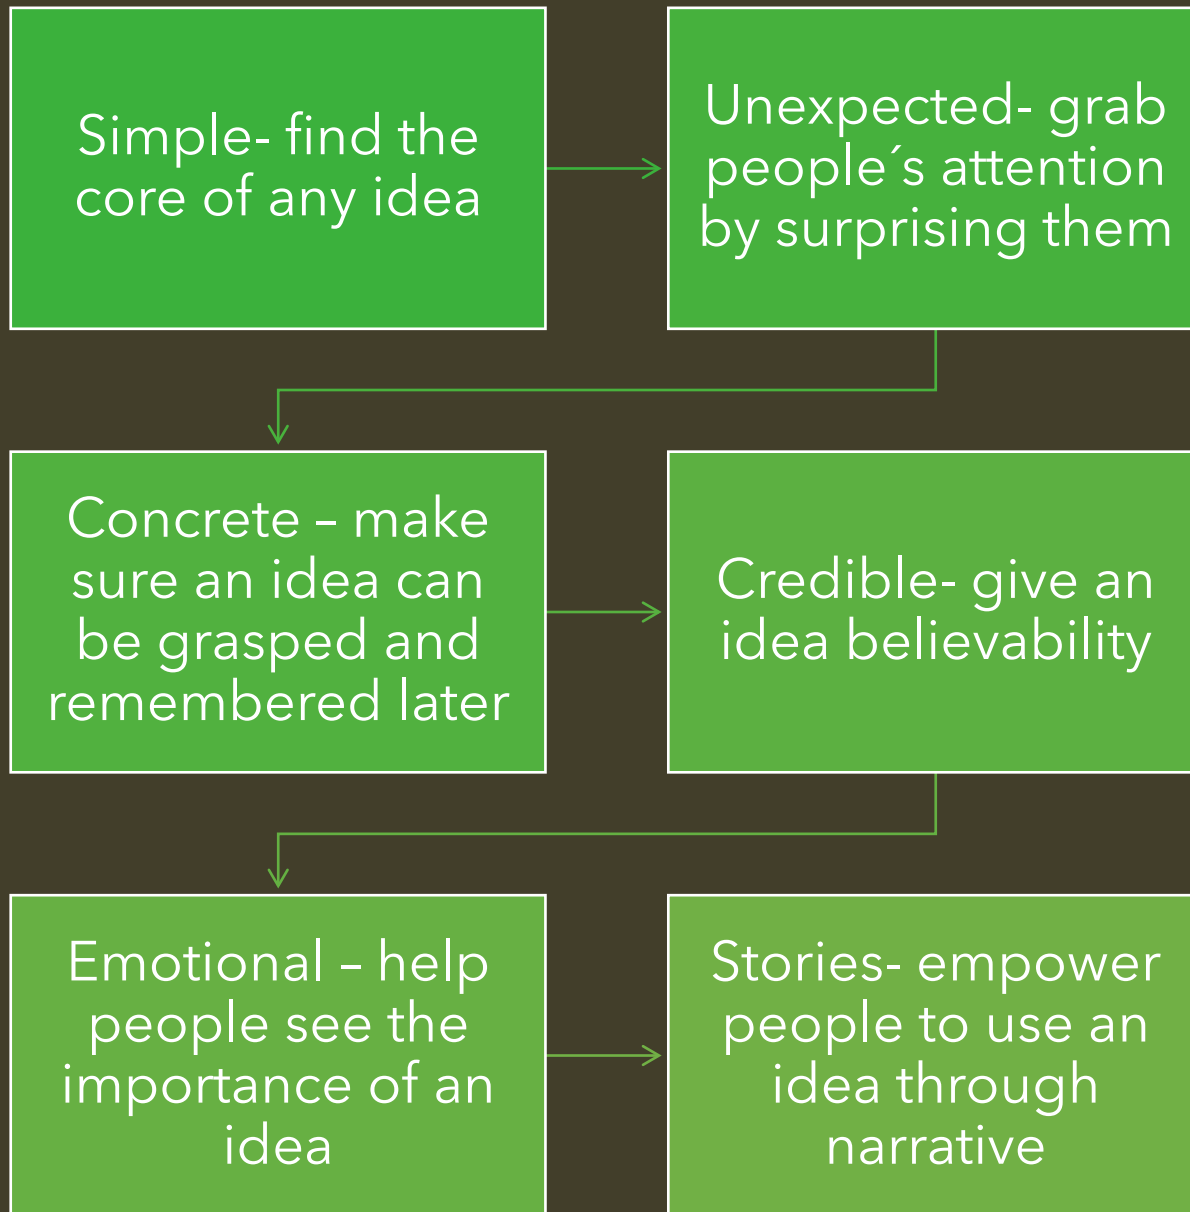 Simple- find the
core of any idea
Unexpected- grab
people´s attention
by surprising them
Concrete – make
sure an idea can
be grasped and
remembered later
Credible- give an
idea believability
Emotional – help
people see the
importance of an
idea
Stories- empower
people to use an
idea through
narrative